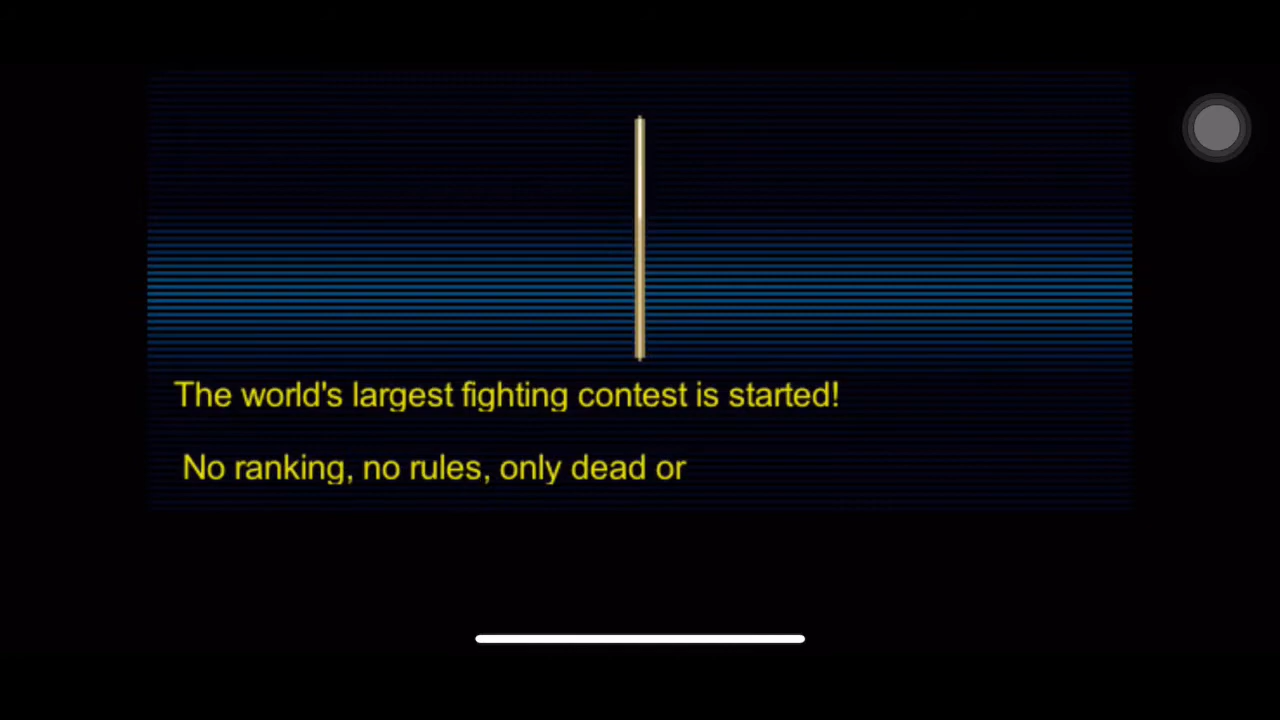 The world's largest fighting contest is started!
No ranking, no rules, only dead or